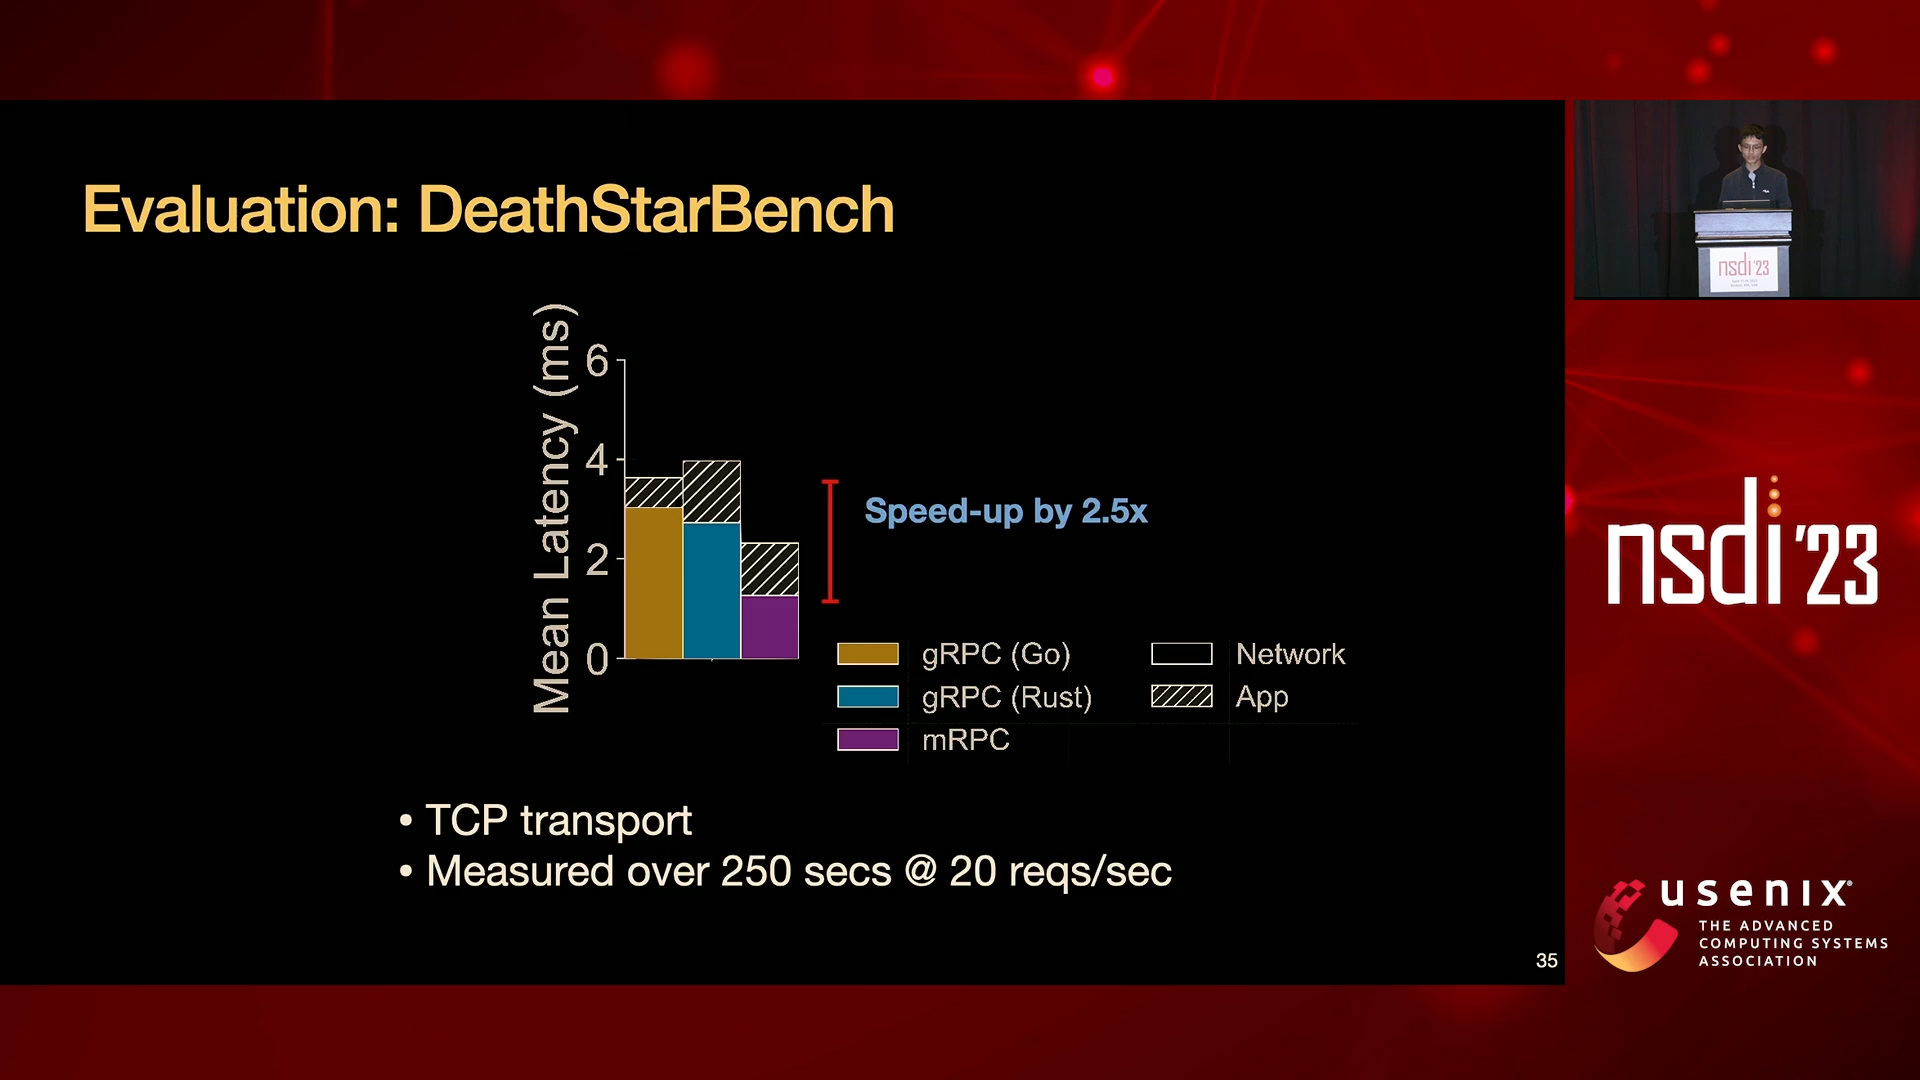 Evaluation: DeathStarBench
Mean Latency (ms)
6
4
2
0
Speed-up by 2.5x
gRPC (Go)
gRPC (Rust)
mRPC
Network
App
• TCP transport
• Measured over 250 secs @ 20 reqs/sec
35
nsdi '23
nsdi '23
usenix®
THE ADVANCED
COMPUTING SYSTEMS
ASSOCIATION